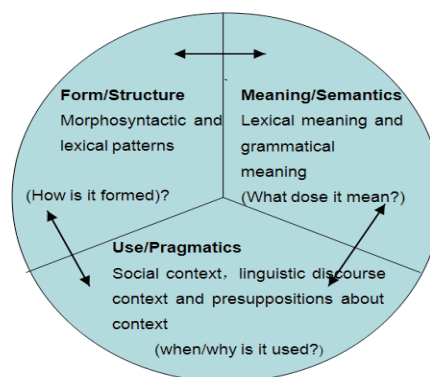 Form/Structure
Morphosyntactic and
lexical patterns
(How is it formed)?
Meaning/Semantics
Lexical meaning and
grammatical
meaning
(What dose it mean?)
Use/Pragmatics
Social context, linguistic discourse
context and presuppositions about
context
(when/why is it used?)